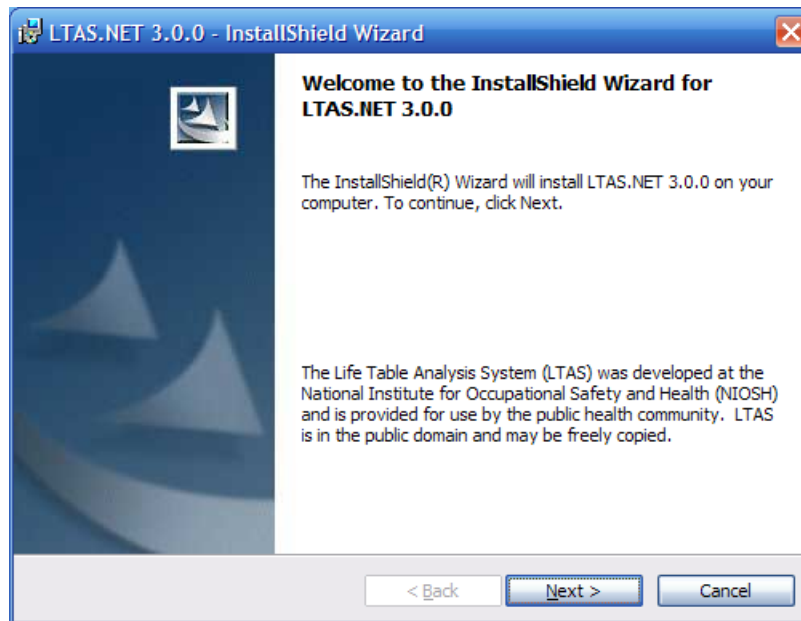 LTAS.NET 3.0.0 - InstallShield Wizard
Welcome to the InstallShield Wizard for
LTAS.NET 3.0.0
The InstallShield(R) Wizard will install LTAS.NET 3.0.0 on your
computer. To continue, click Next.
The Life Table Analysis System (LTAS) was developed at the
National Institute for Occupational Safety and Health (NIOSH)
and is provided for use by the public health community.  LTAS
is in the public domain and may be freely copied.
< Back
Next >
Cancel